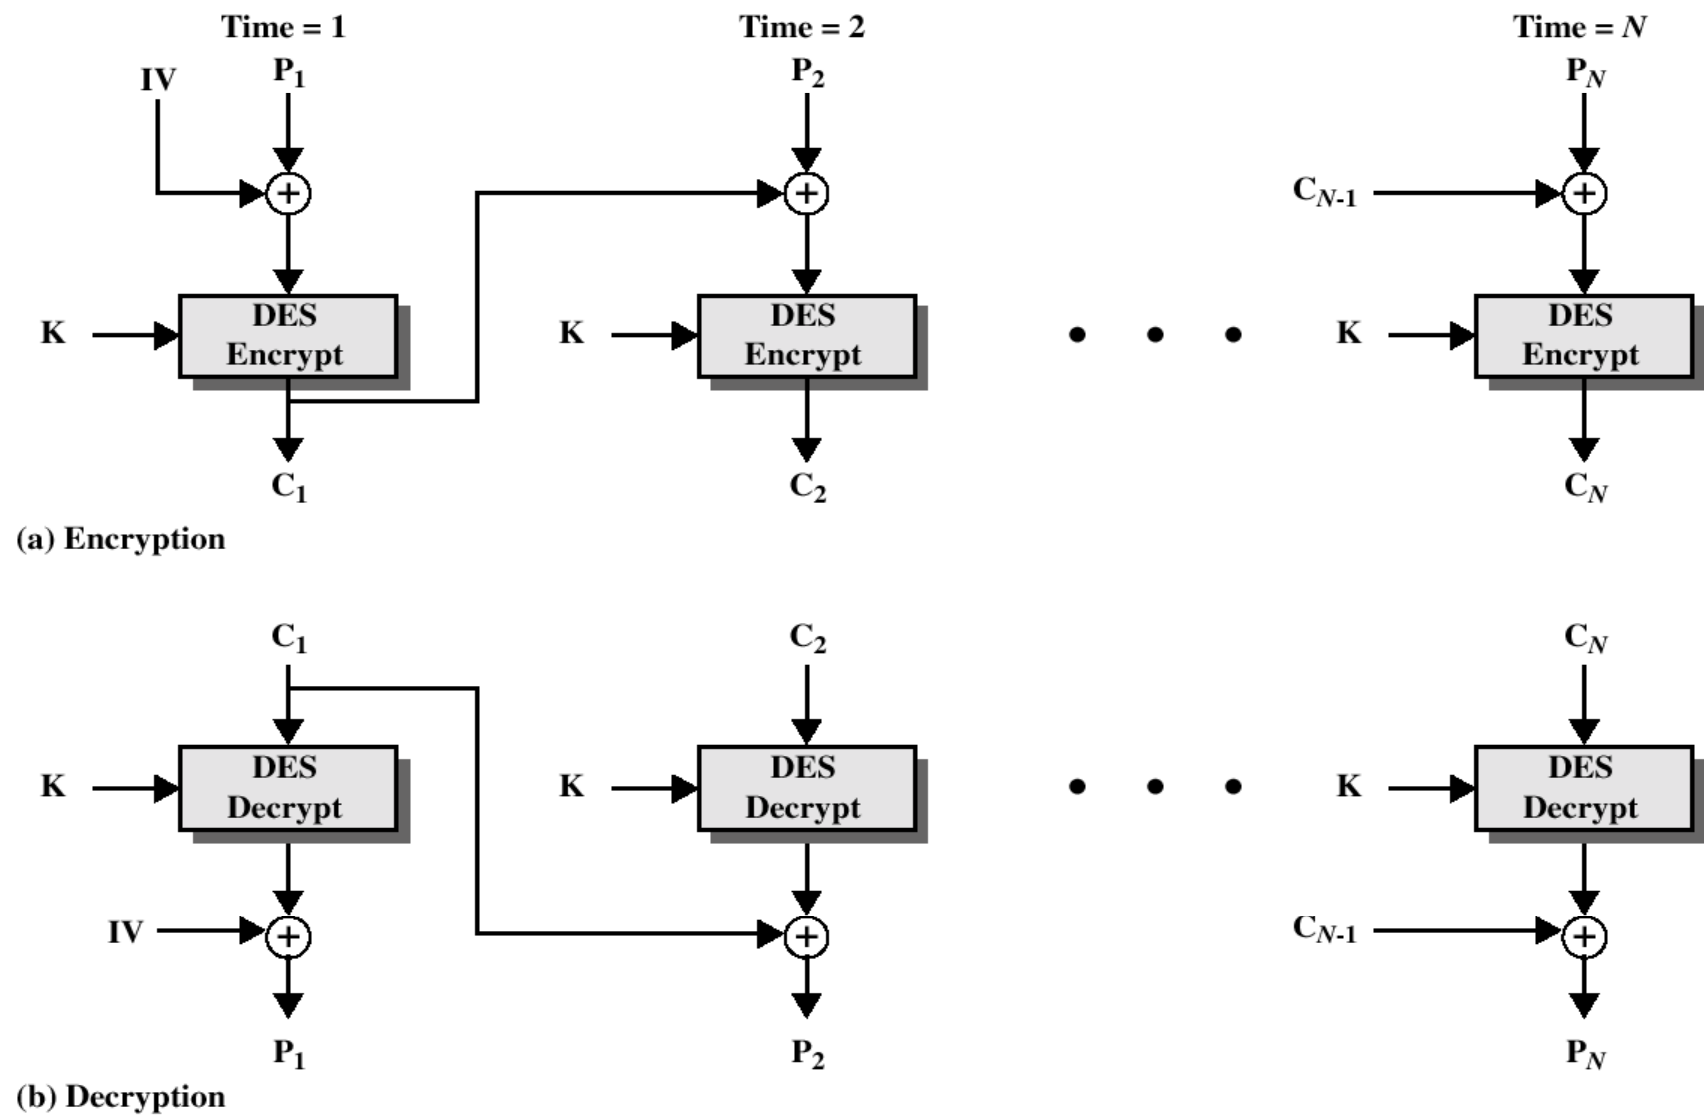 Time = 1 Time = 2 Time = N
IV P1 P2 PN
+ + CN-1 +
K DES Encrypt K DES Encrypt • • • K DES Encrypt
C1 C2 CN
(a) Encryption
C1 C2 CN
K DES Decrypt K DES Decrypt • • • K DES Decrypt
IV + + CN-1 +
P1 P2 PN
(b) Decryption